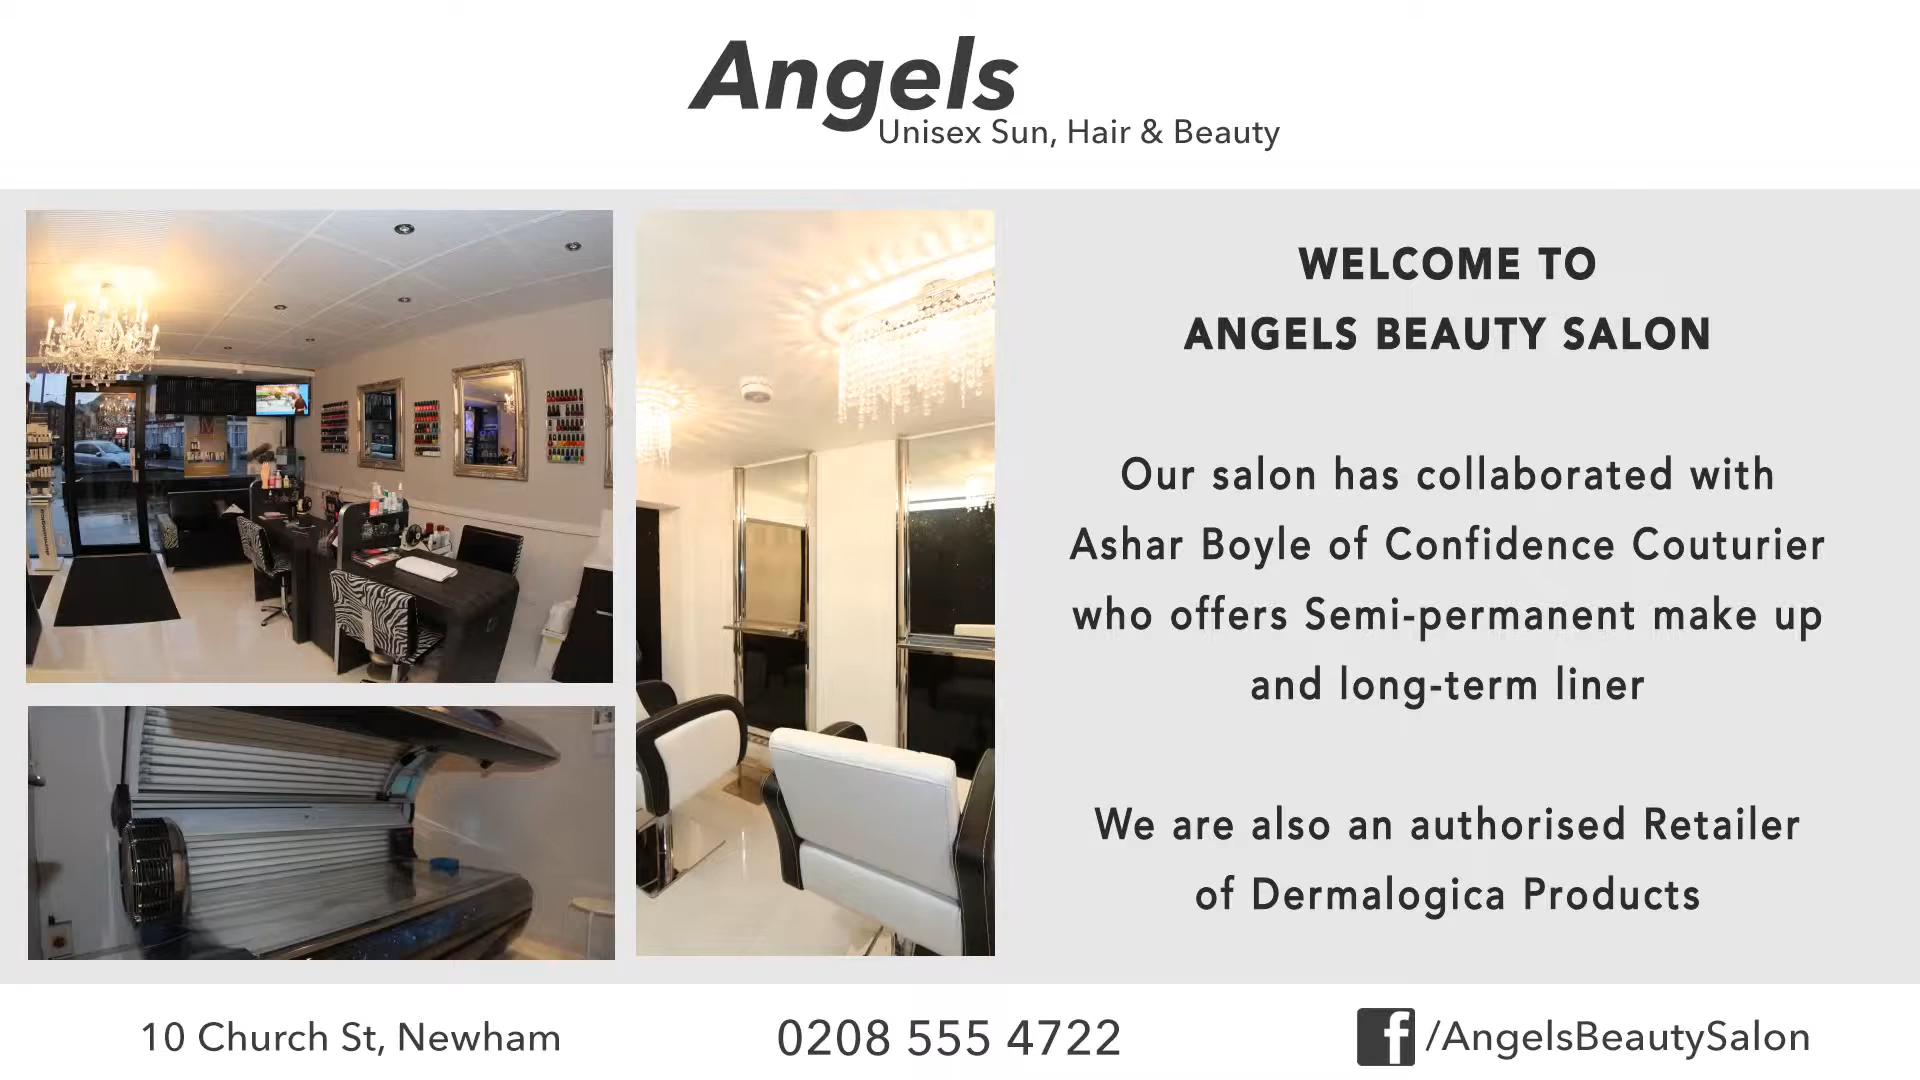 Angels
Unisex Sun, Hair & Beauty
WELCOME TO
ANGELS BEAUTY SALON
Our salon has collaborated with
Ashar Boyle of Confidence Couturier
who offers Semi-permanent make up
and long-term liner
We are also an authorised Retailer
of Dermalogica Products
10 Church St, Newham
0208 555 4722
f /AngelsBeautySalon